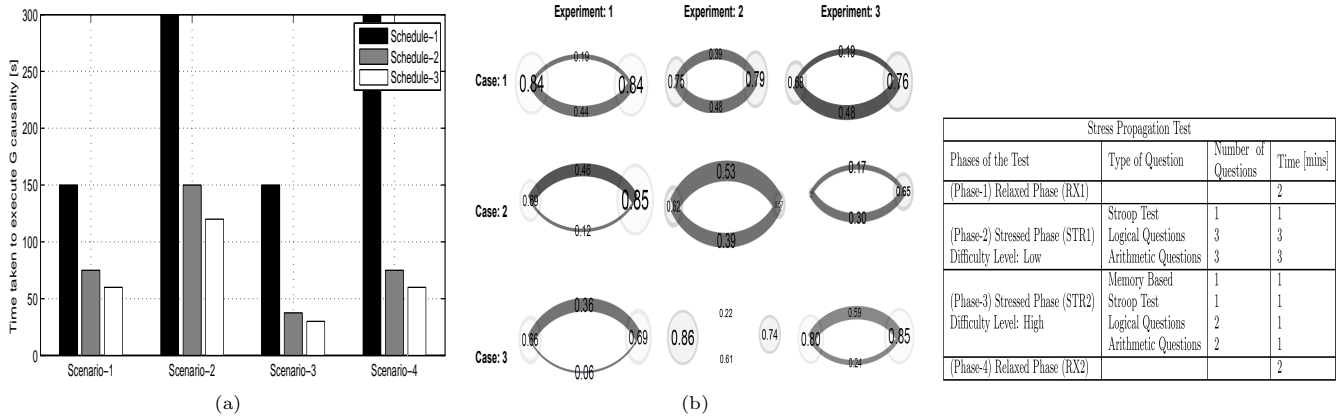 Time taken to execute G causality [s]
300
250
200
150
100
50
0
Schedule-1
Schedule-2
Schedule-3
Scenario-1
Scenario-2
Scenario-3
Scenario-4
(a)
Experiment: 1
Experiment: 2
Experiment: 3
Case: 1
0.19
0.84
0.84
0.44
0.39
0.75
0.79
0.48
0.19
0.68
0.76
0.48
Case: 2
0.46
0.69
0.85
0.12
0.53
0.62
0.39
0.17
0.65
0.30
Case: 3
0.36
0.66
0.69
0.06
0.22
0.86
0.74
0.61
0.59
0.80
0.85
0.24
(b)
Stress Propagation Test
Phases of the Test Type of Question Number of Questions Time [mins]
(Phase-1) Relaxed Phase (RX1) 2
Stroop Test 1 1
(Phase-2) Stressed Phase (STR1) Logical Questions 3 3
Difficulty Level: Low Arithmetic Questions 3 3
Memory Based 1 1
(Phase-3) Stressed Phase (STR2) Stroop Test 1 1
Difficulty Level: High Logical Questions 2 1
Arithmetic Questions 2 1
(Phase-4) Relaxed Phase (RX2) 2